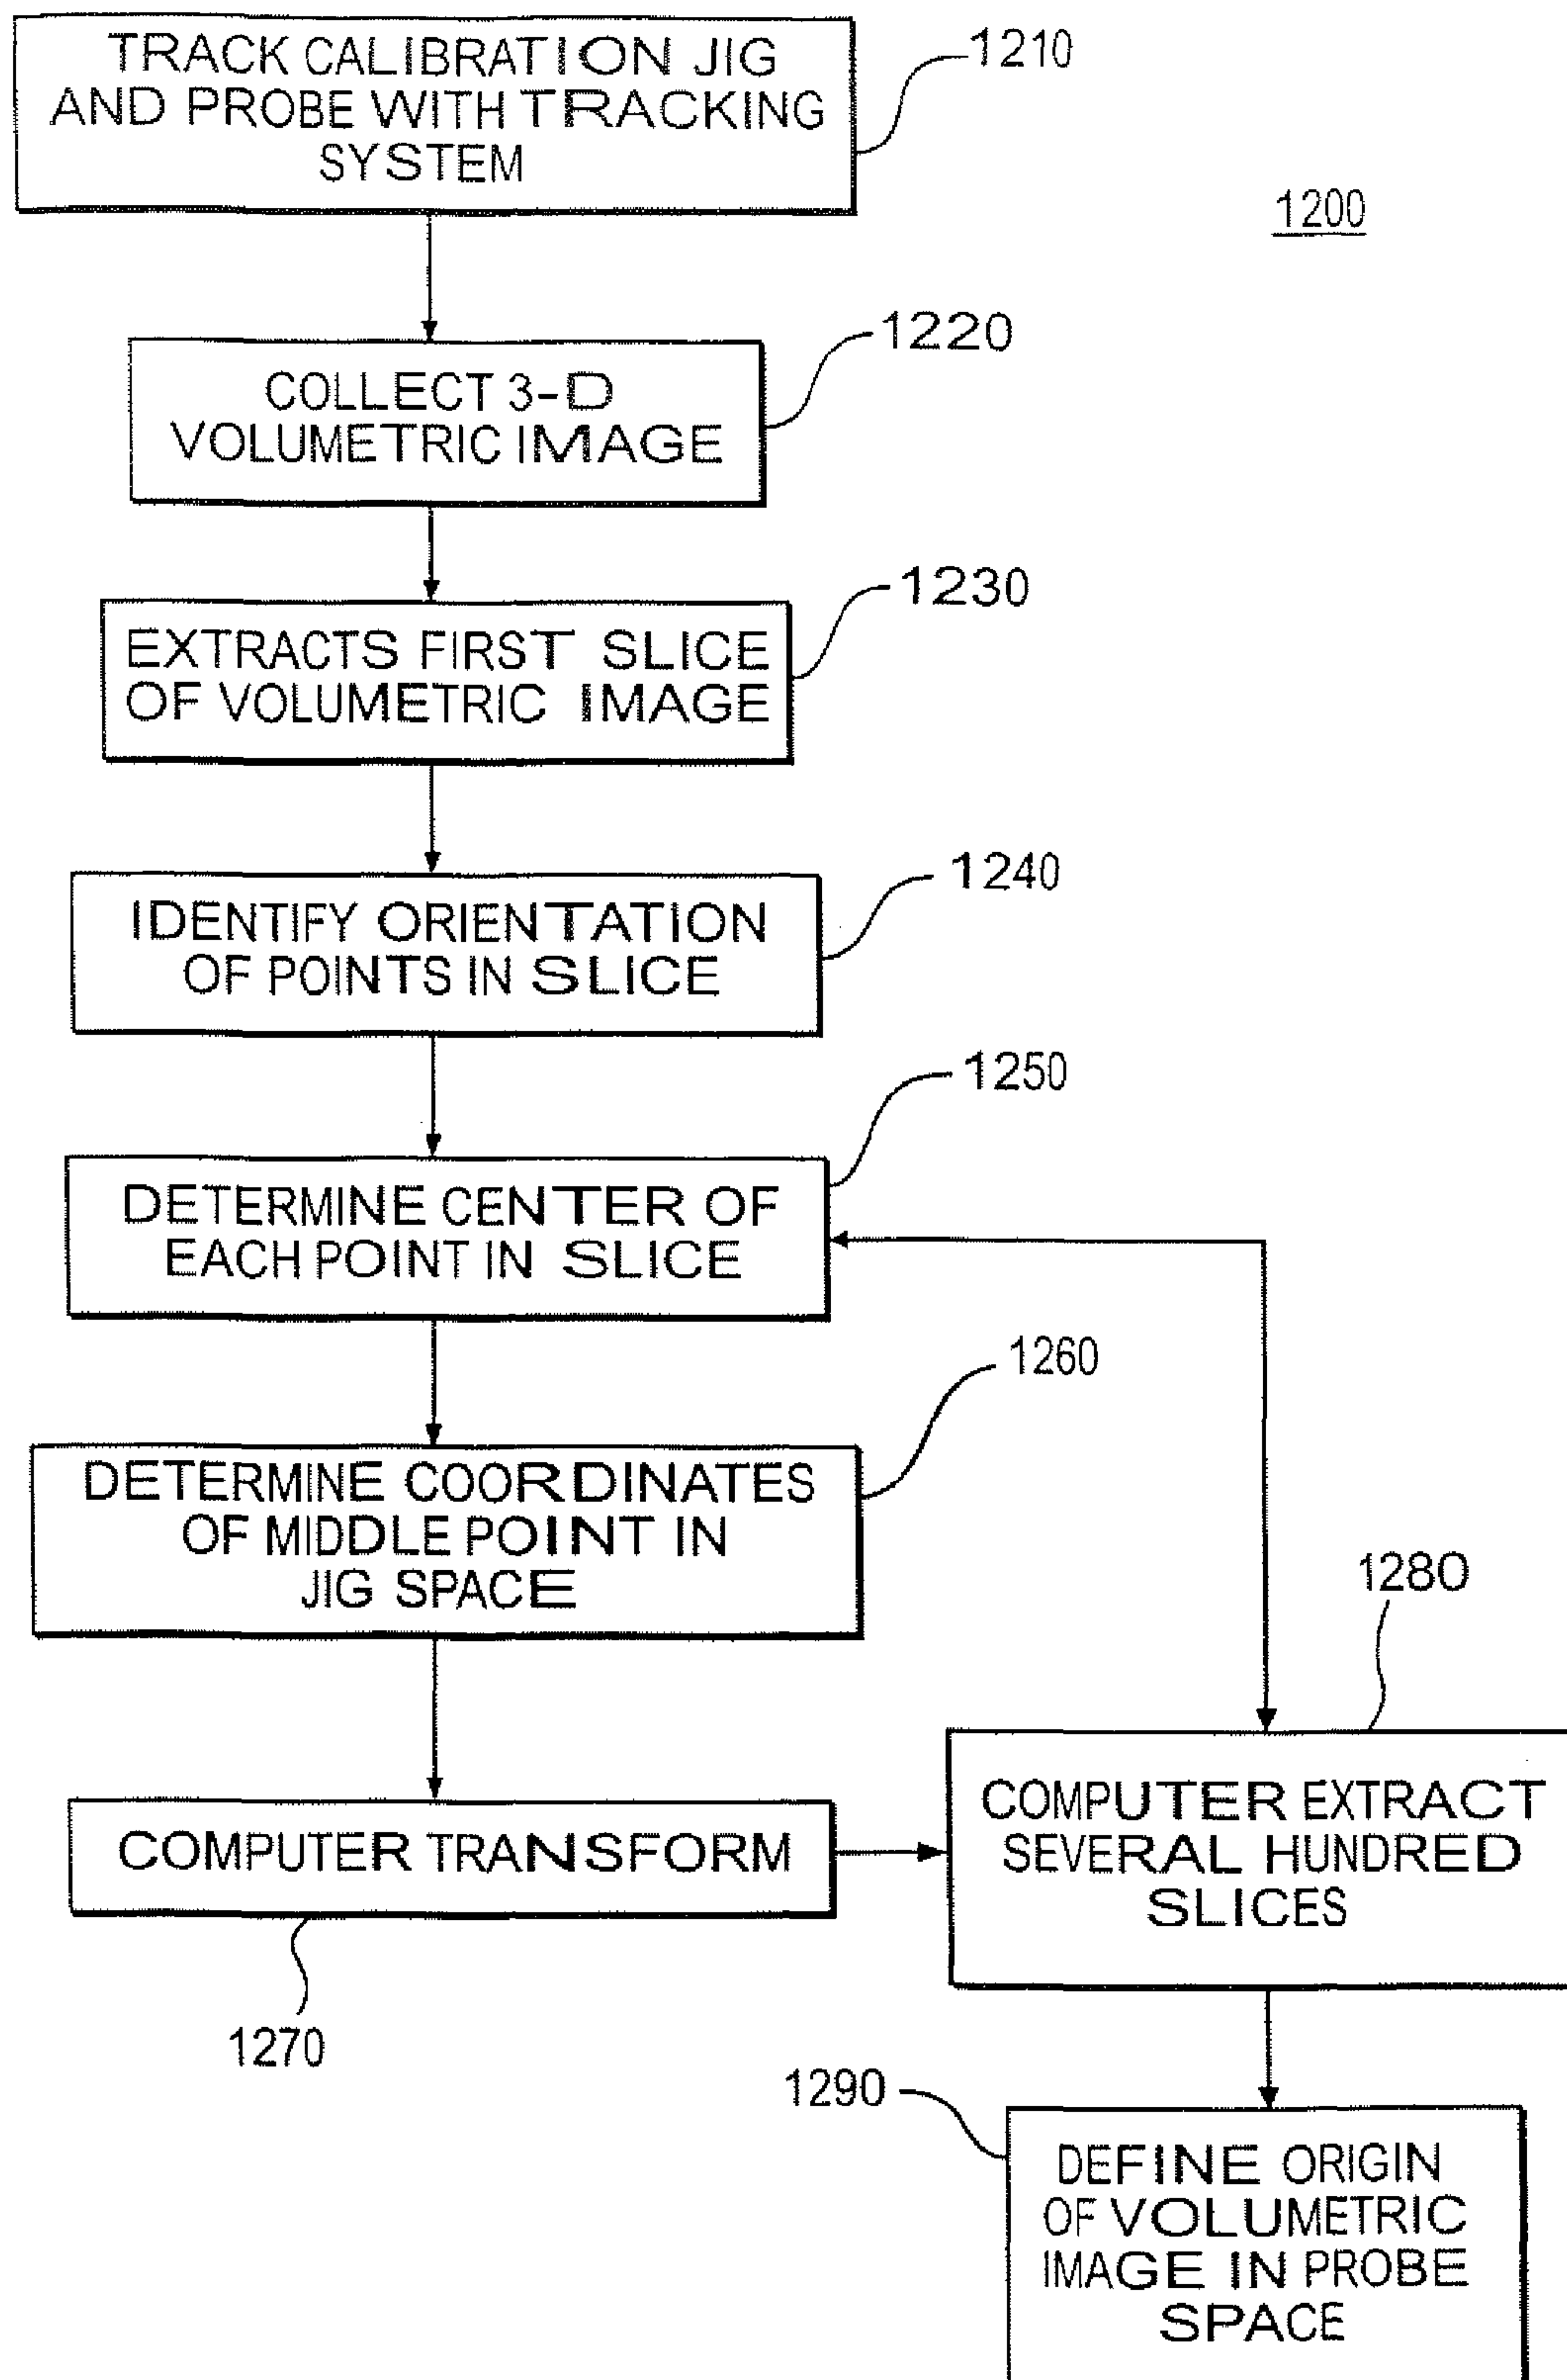 TRACK CALIBRATION JIG
AND PROBE WITH TRACKING
SYSTEM
1210
1200
1220
COLLECT 3-D
VOLUMETRIC IMAGE
1230
EXTRACTS FIRST SLICE
OF VOLUMETRIC IMAGE
1240
IDENTIFY ORIENTATION
OF POINTS IN SLICE
1250
DETERMINE CENTER OF
EACH POINT IN SLICE
1260
DETERMINE COORDINATES
OF MIDDLE POINT IN
JIG SPACE
COMPUTER TRANSFORM
1270
1280
COMPUTER EXTRACT
SEVERAL HUNDRED
SLICES
1290
DEFINE ORIGIN
OF VOLUMETRIC
IMAGE IN PROBE
SPACE